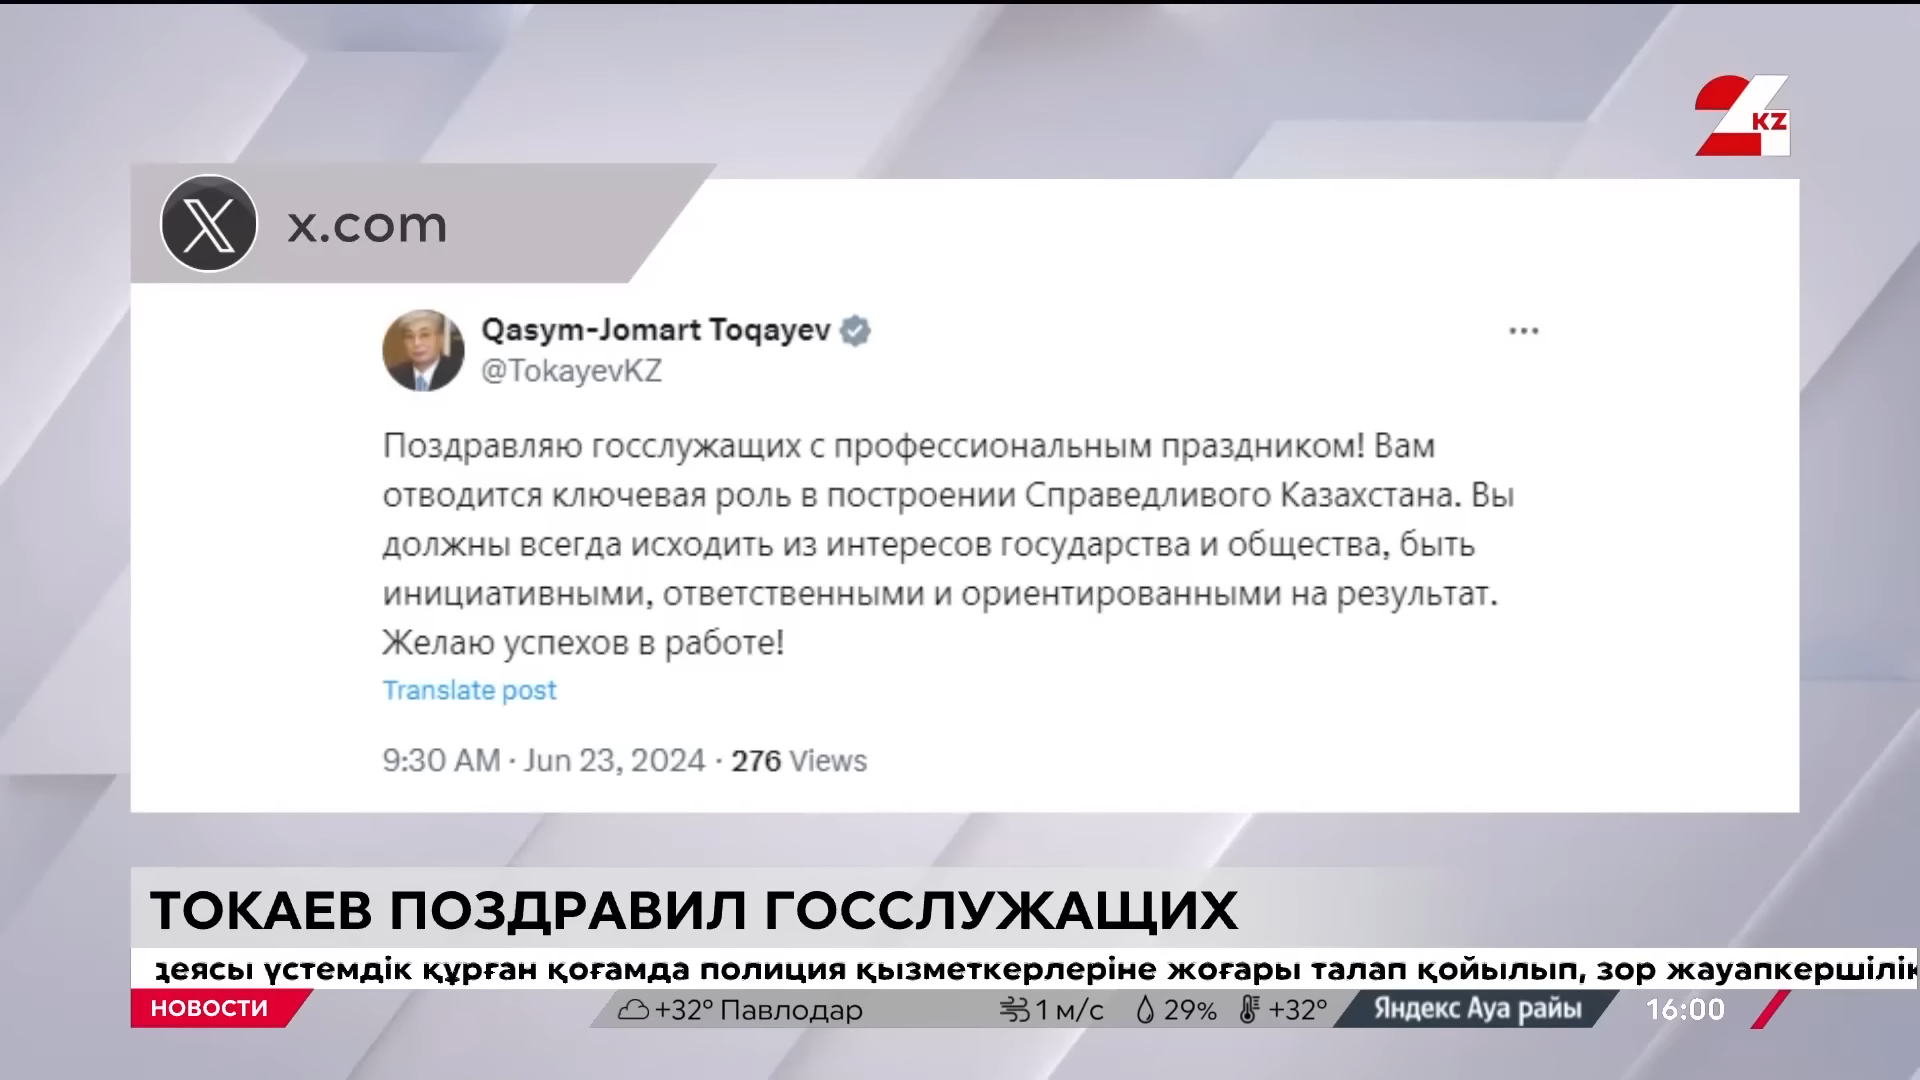 24 KZ
X x.com
Qasym-Jomart Toqayev
@TokayevKZ
Поздравляю госслужащих с профессиональным праздником! Вам
отводится ключевая роль в построении Справедливого Казахстана. Вы
должны всегда исходить из интересов государства и общества, быть
инициативными, ответственными и ориентированными на результат.
Желаю успехов в работе!
Translate post
9:30 AM · Jun 23, 2024 · 276 Views
ТОКАЕВ ПОЗДРАВИЛ ГОССЛУЖАЩИХ
үстемдік құрған қоғамда полиция қызметкерлеріне жоғары талап қойылып, зор
НОВОСТИ +32° Павлодар 1 м/с 29% +32° Яндекс Ауа райы 16:00